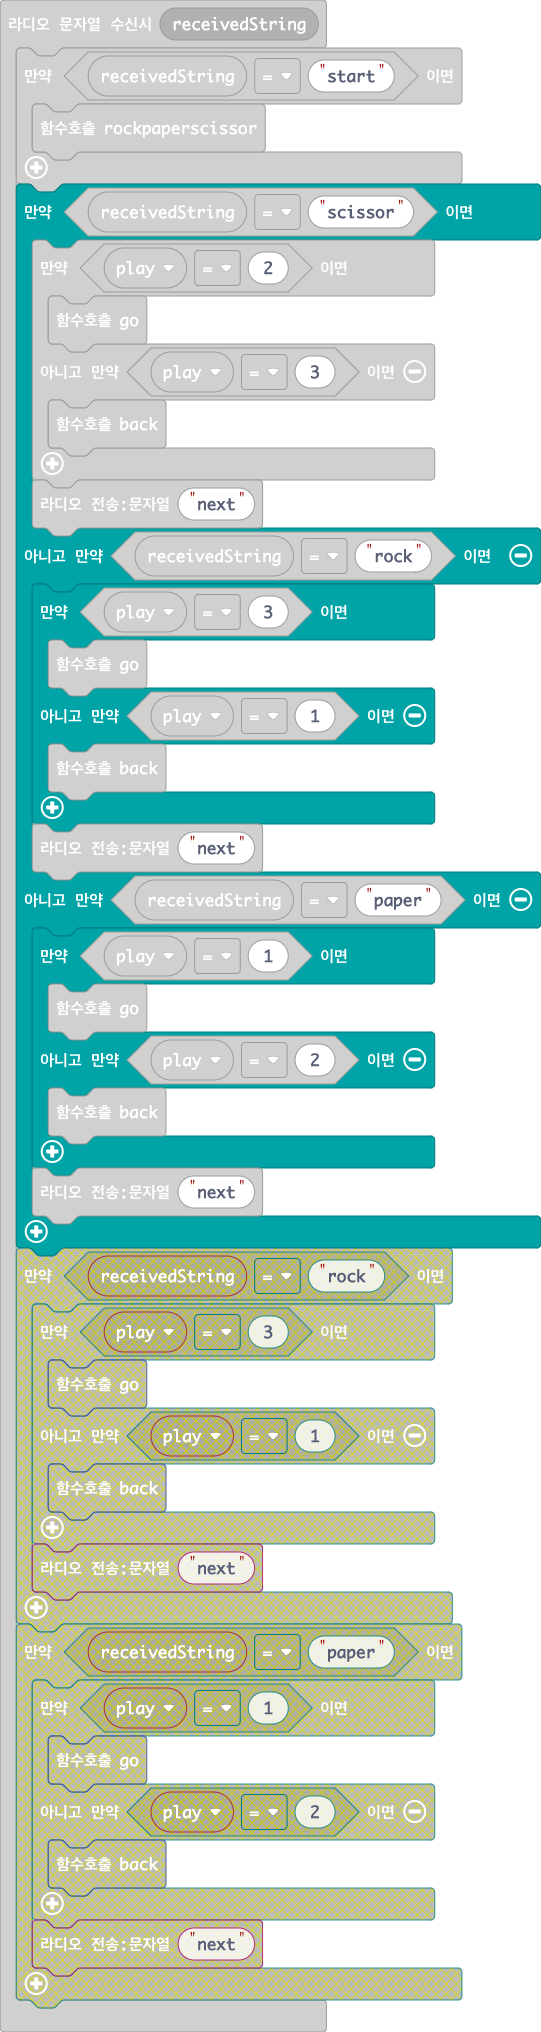 라디오 문자열 수신시 receivedString
만약 receivedString = "start" 이면
함수호출 rockpaperscissor
만약 receivedString = "scissor" 이면
만약 play = 2 이면
함수호출 go
아니고 만약 play = 3 이면
함수호출 back
라디오 전송:문자열 "next"
아니고 만약 receivedString = "rock" 이면
만약 play = 3 이면
함수호출 go
아니고 만약 play = 1 이면
함수호출 back
라디오 전송:문자열 "next"
아니고 만약 receivedString = "paper" 이면
만약 play = 1 이면
함수호출 go
아니고 만약 play = 2 이면
함수호출 back
라디오 전송:문자열 "next"
만약 receivedString = "rock" 이면
만약 play = 3 이면
함수호출 go
아니고 만약 play = 1 이면
함수호출 back
라디오 전송:문자열 "next"
만약 receivedString = "paper" 이면
만약 play = 1 이면
함수호출 go
아니고 만약 play = 2 이면
함수호출 back
라디오 전송:문자열 "next"